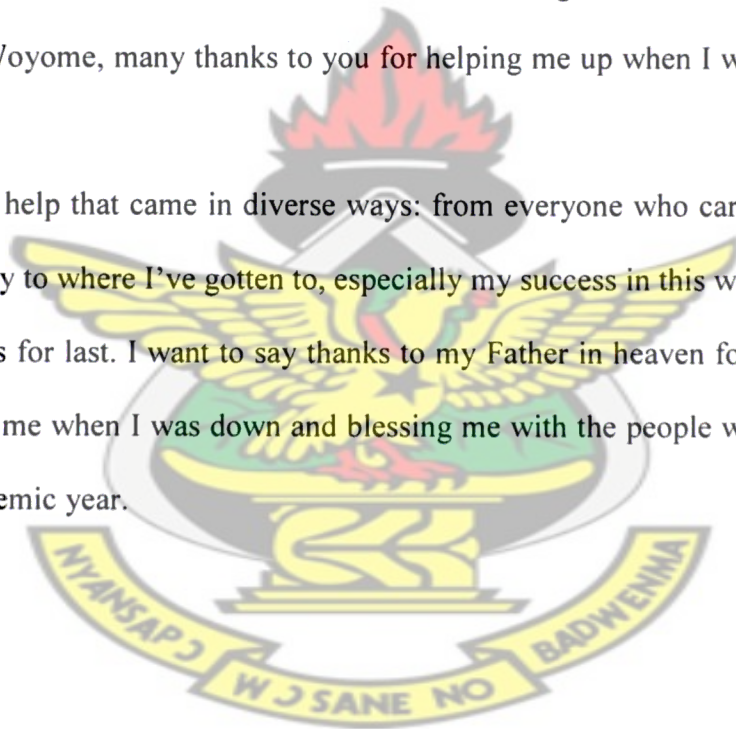 oyome, many thanks to you for helping me up when I w
help that came in diverse ways: from everyone who car
y to where I've gotten to, especially my success in this w
s for last. I want to say thanks to my Father in heaven fo
me when I was down and blessing me with the people w
emic year.
NYANSAPƆ
WƆSANE NO
BADWENMA